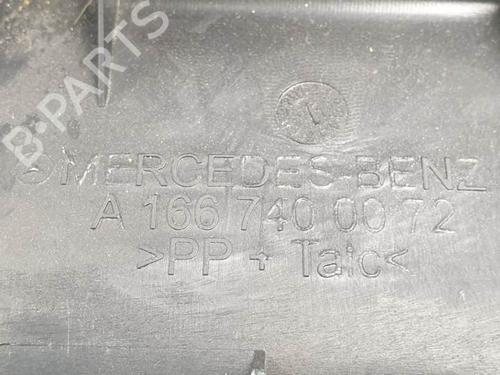 B-PARTS
MERCEDES-BENZ
A 166 740 00 72
>PP + Talc<